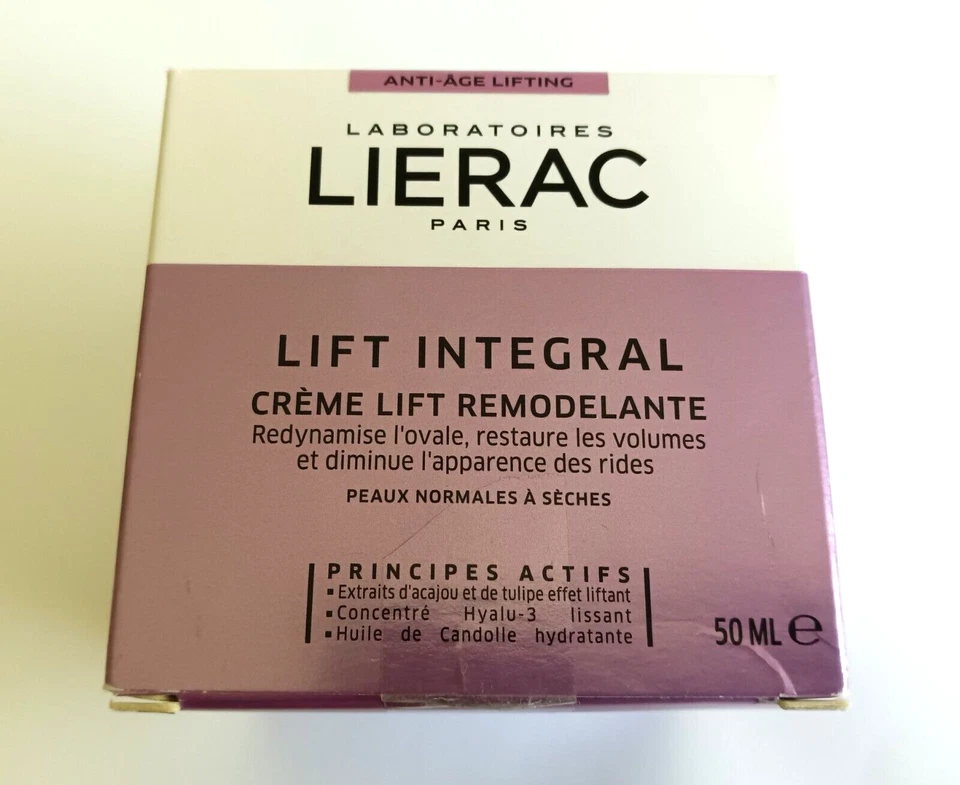 ANTI-ÂGE LIFTING
LABORATOIRES
LIERAC
PARIS
LIFT INTEGRAL
CRÈME LIFT REMODELANTE
Redynamise l'ovale, restaure les volumes
et diminue l'apparence des rides
PEAUX NORMALES À SÈCHES
PRINCIPES ACTIFS
▪ Extraits d'acajou et de tulipe effet liftant
▪ Concentré Hyalu-3 lissant
▪ Huile de Candolle hydratante
50 ML ℮